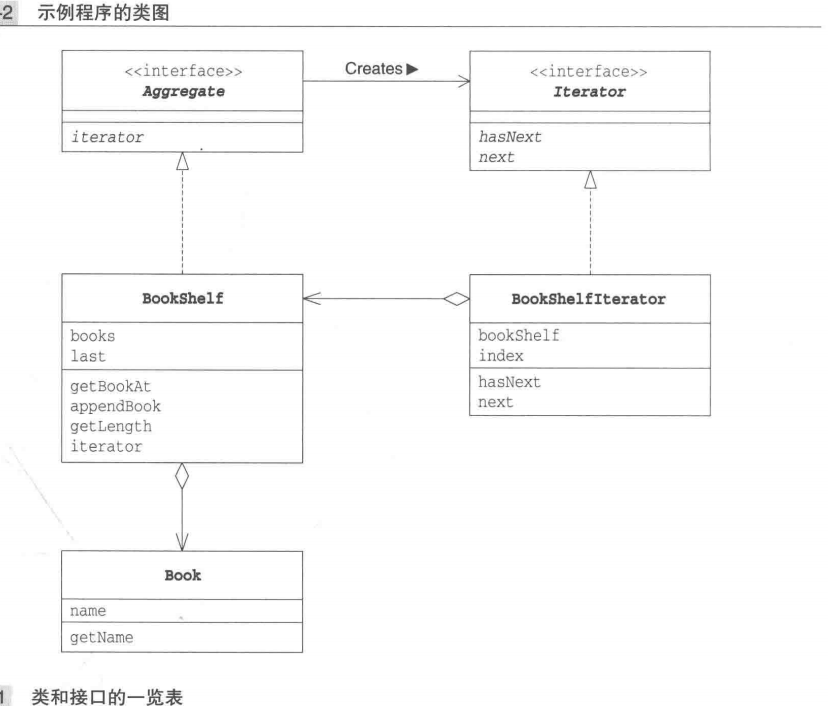 -2 示例程序的类图
<<interface>>
Aggregate
iterator
Creates▶
<<interface>>
Iterator
hasNext
next
BookShelf
books
last
getBookAt
appendBook
getLength
iterator
BookShelfIterator
bookShelf
index
hasNext
next
Book
name
getName
1 类和接口的一览表